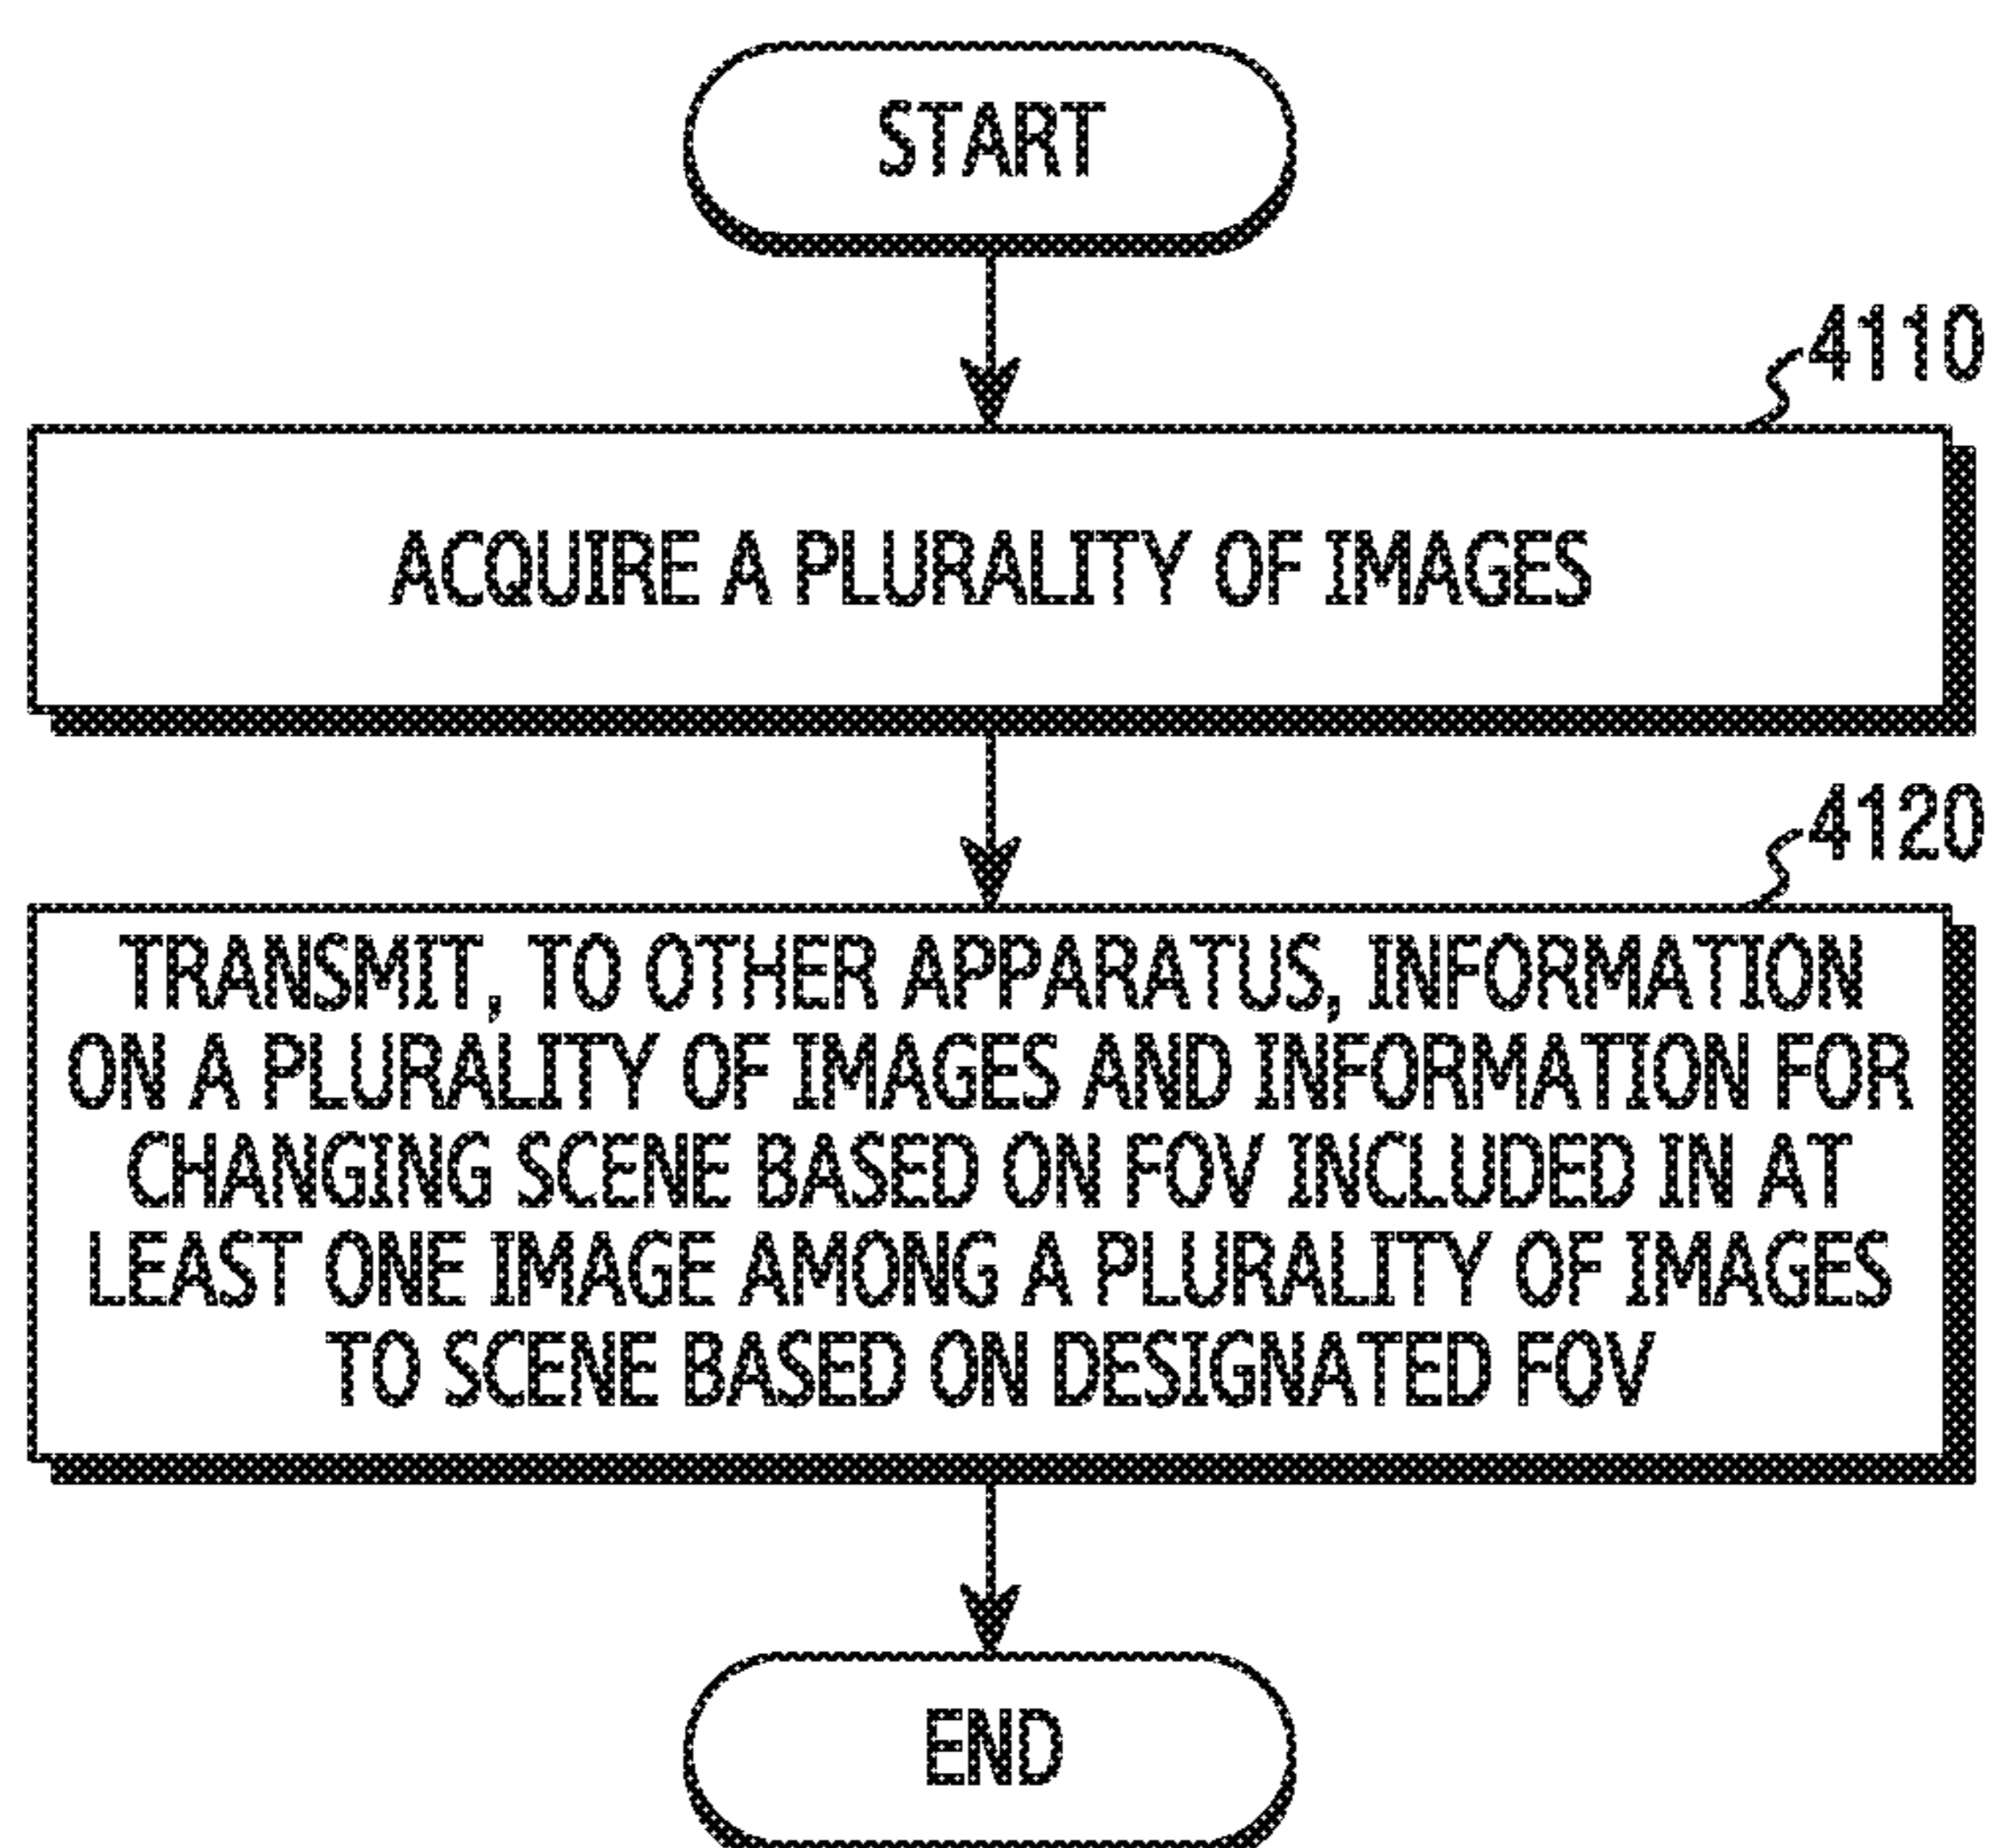 START
4110
ACQUIRE A PLURALITY OF IMAGES
4120
TRANSMIT, TO OTHER APPARATUS, INFORMATION
ON A PLURALITY OF IMAGES AND INFORMATION FOR
CHANGING SCENE BASED ON FOV INCLUDED IN AT
LEAST ONE IMAGE AMONG A PLURALITY OF IMAGES
TO SCENE BASED ON DESIGNATED FOV
END